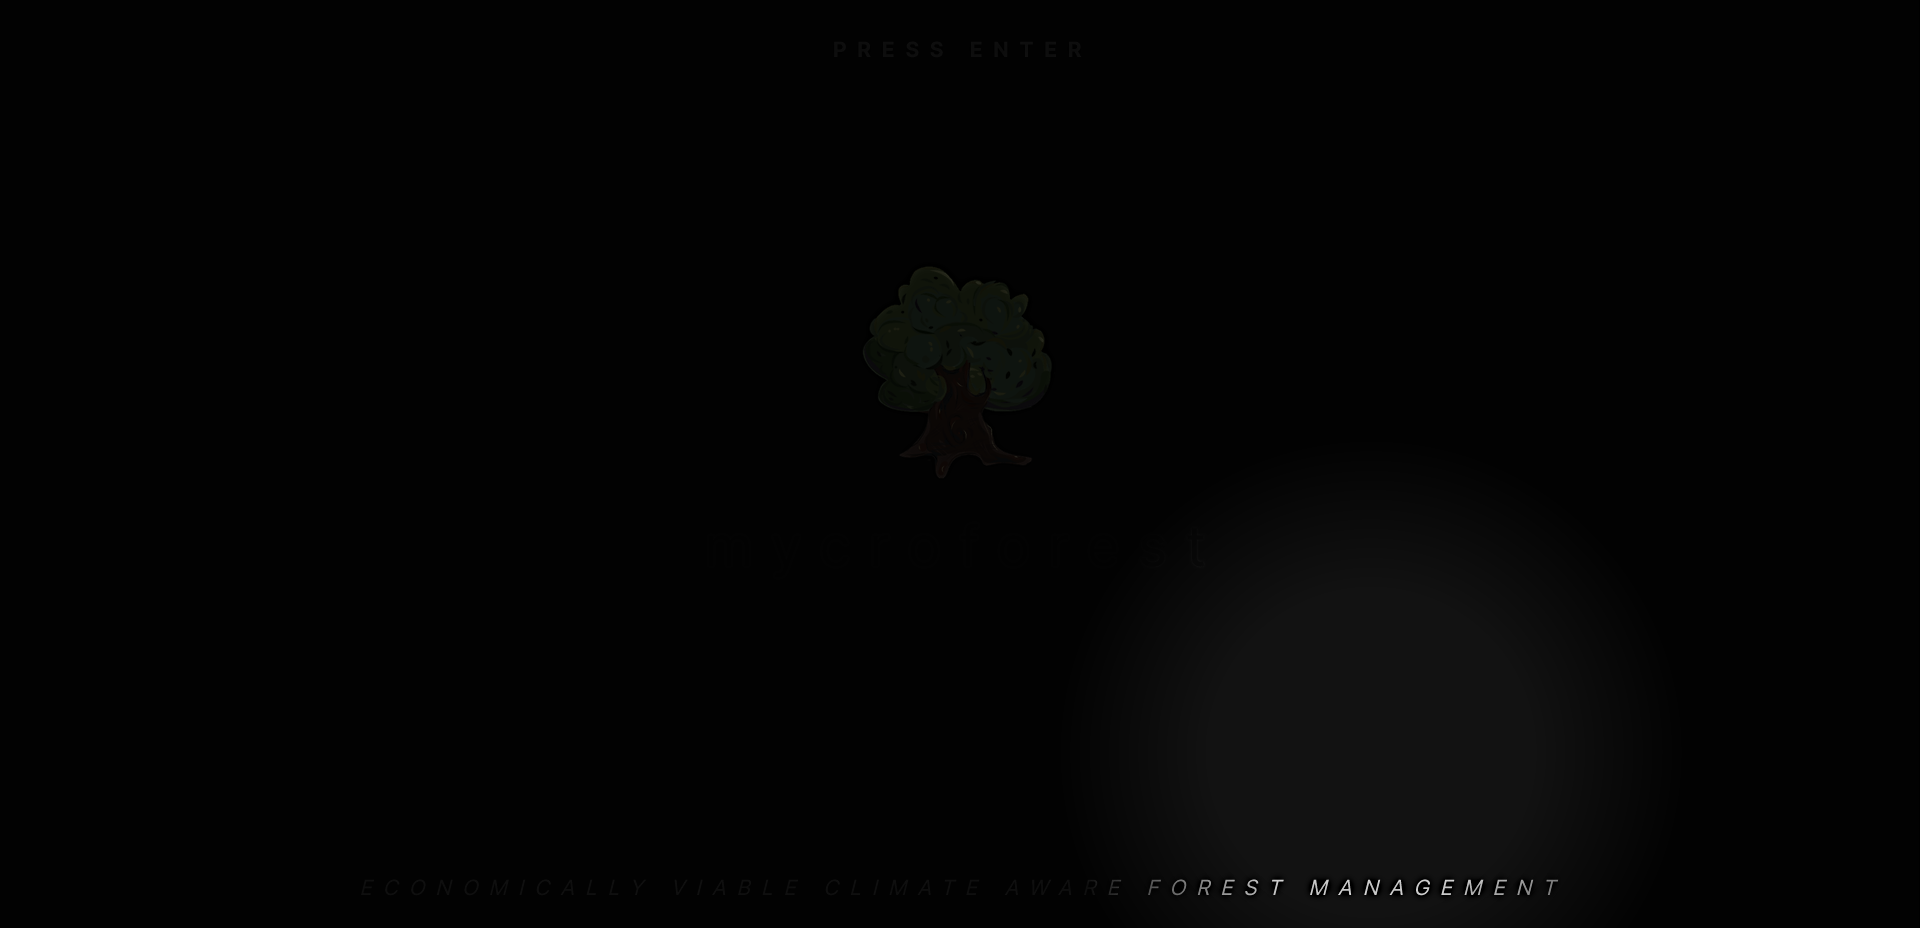 PRESS ENTER
ECONOMICALLY VIABLE CLIMATE AWARE FOREST MANAGEMENT